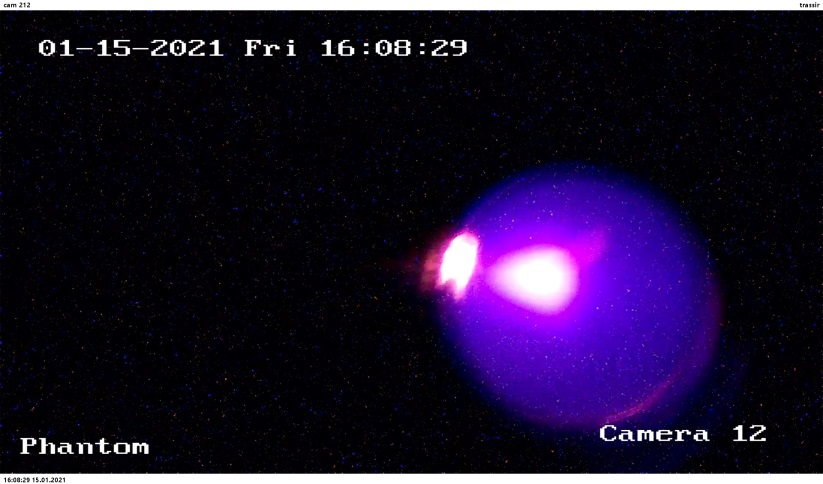 cam 212
trassir
01-15-2021 Fri 16:08:29
Camera 12
Phantom
16:08:29 15.01.2021